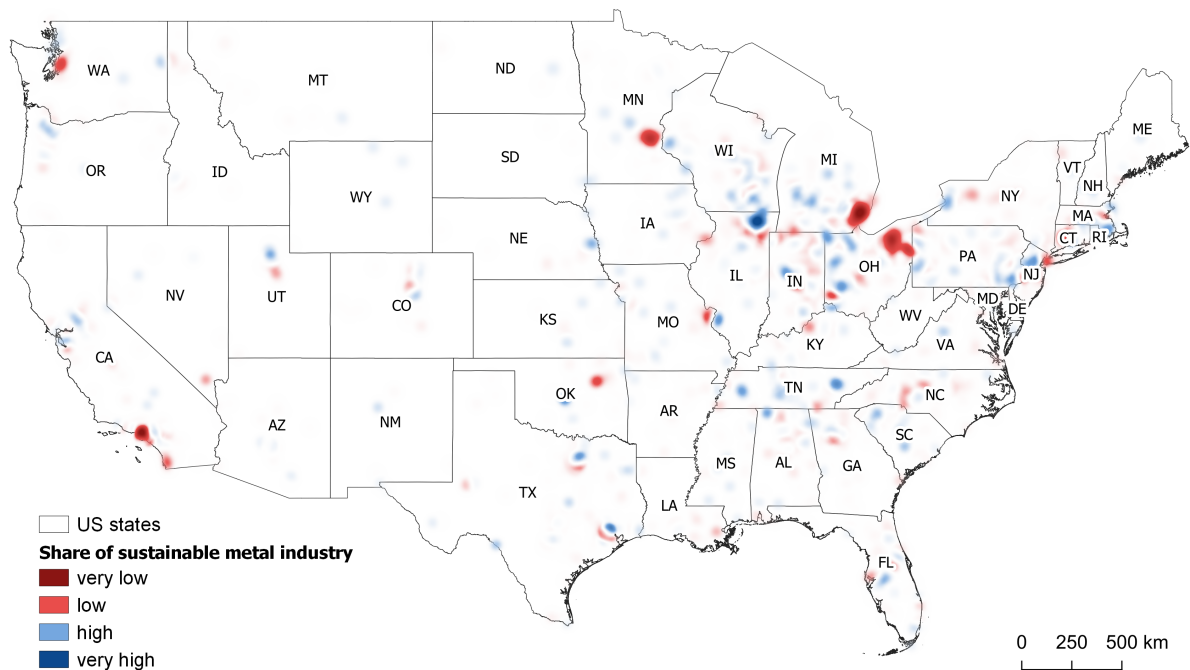 WA
MT
ND
MN
ME
OR
ID
SD
WI
MI
VT
NH
NY
WY
MA
CT
RI
IA
NE
PA
NJ
OH
IL
IN
NV
UT
CO
MD
DE
WV
KS
MO
VA
KY
CA
OK
TN
NC
AR
AZ
NM
SC
MS
AL
GA
TX
LA
FL
US states
Share of sustainable metal industry
very low
low
high
very high
0 250 500 km